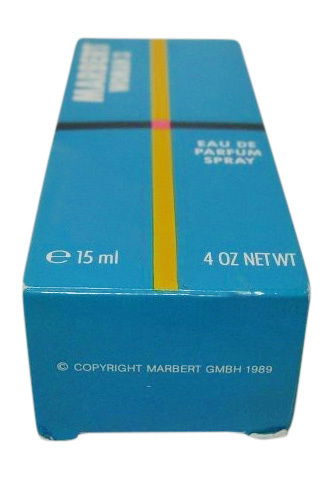 MARBERT
WOMAN
EAU DE
PARFUM
SPRAY
℮ 15 ml 4 OZ NET WT
© COPYRIGHT MARBERT GMBH 1989